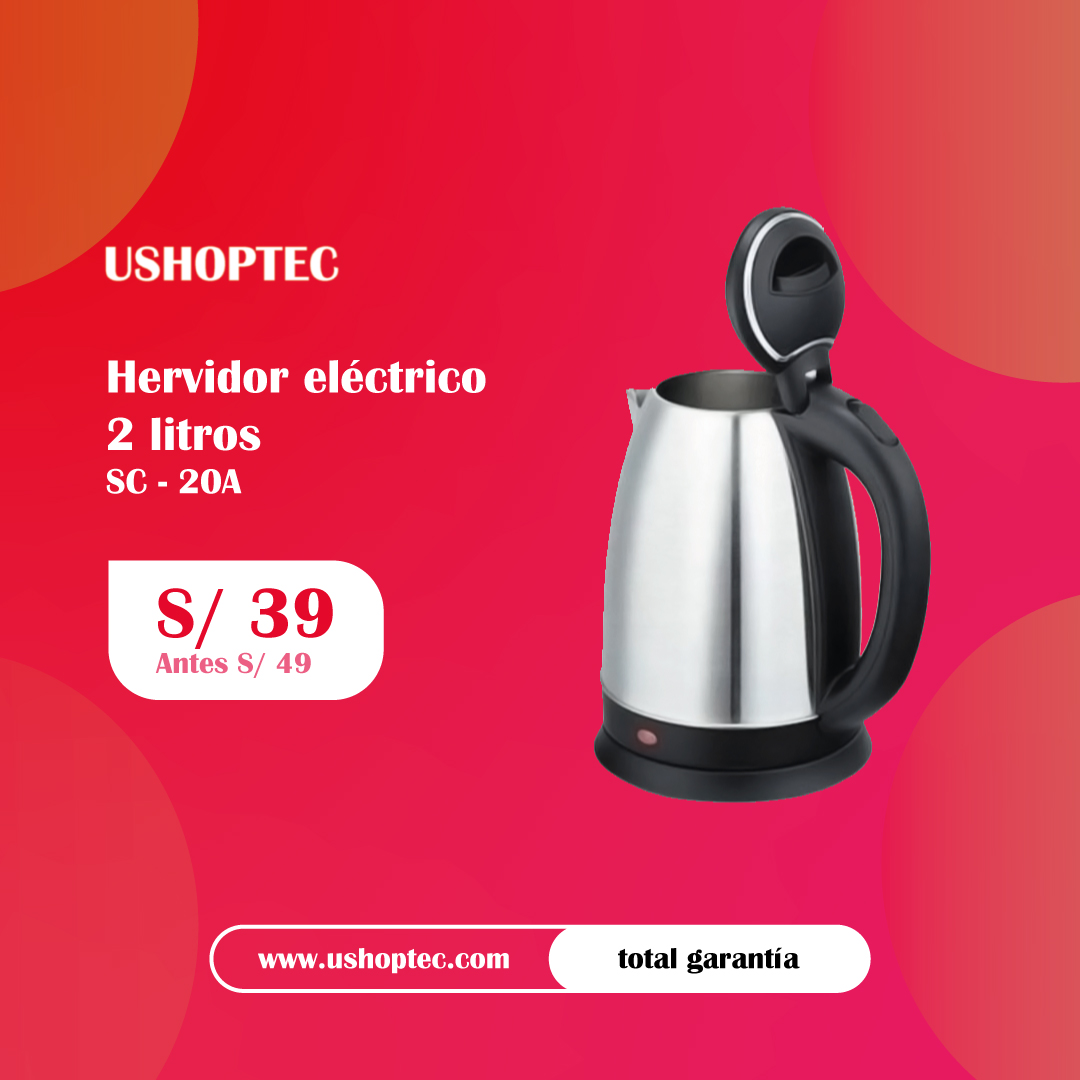 USHOPTEC
Hervidor eléctrico
2 litros
SC - 20A
S/ 39
Antes S/ 49
www.ushoptec.com
total garantía